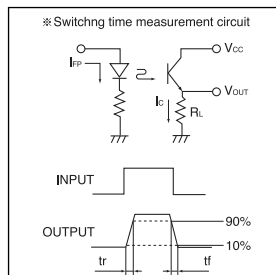 ※Switchng time measurement circuit
IFP
VCC
VOUT
IC
RL
INPUT
OUTPUT
90%
10%
tr
tf